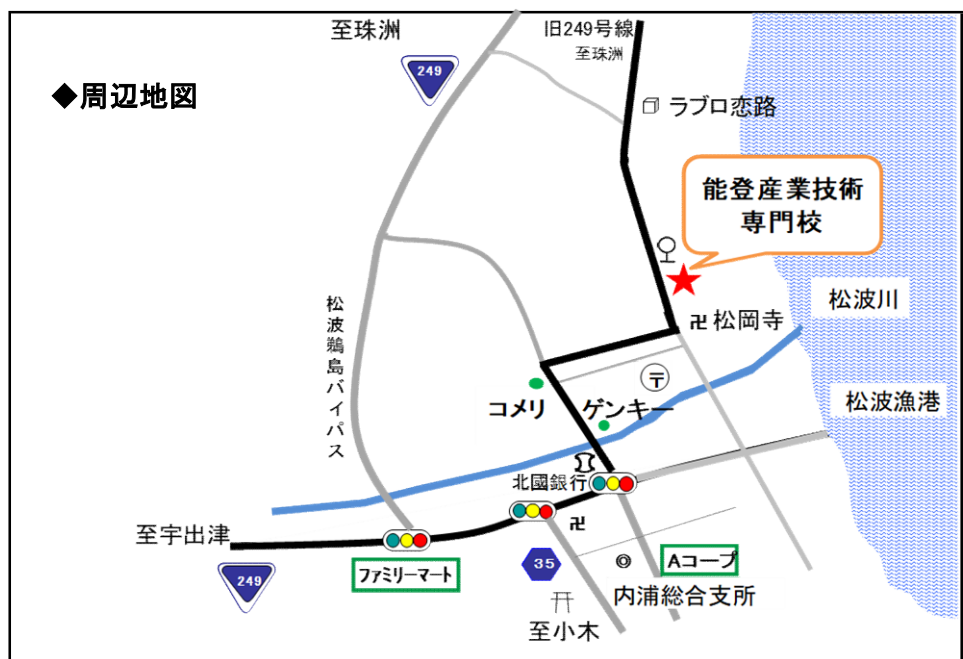 至珠洲
旧249号線
至珠洲
249
◆周辺地図
ラブロ恋路
能登産業技術
専門校
松波川
卍松岡寺
松波鵜島バイパス
〒
コメリ
ゲンキー
松波漁港
北國銀行
卍
至宇出津
249
ファミリーマート
35
Aコープ
内浦総合支所
至小木